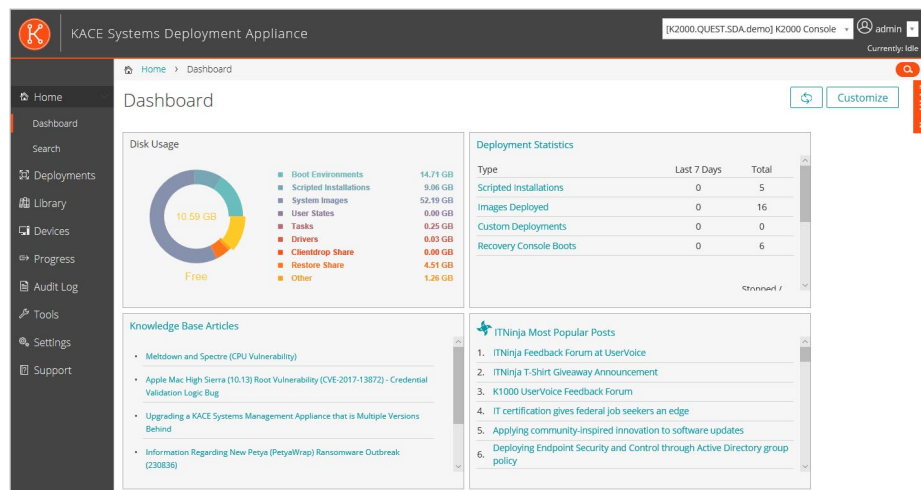 KACE Systems Deployment Appliance
[K2000.QUEST.SDA.demo] K2000 Console
admin
Currently: Idle
Home > Dashboard
Home
Dashboard
Search
Deployments
Library
Devices
Progress
Audit Log
Tools
Settings
Support
Dashboard
Customize
Disk Usage
10.59 GB
Free
Boot Environments 14.71 GB
Scripted Installations 9.06 GB
System Images 52.19 GB
User States 0.00 GB
Tasks 0.25 GB
Drivers 0.03 GB
Clientdrop Share 0.00 GB
Restore Share 4.51 GB
Other 1.26 GB
Deployment Statistics
Type Last 7 Days Total
Scripted Installations 0 5
Images Deployed 0 16
Custom Deployments 0 0
Recovery Console Boots 0 6
Stopped /
Knowledge Base Articles
• Meltdown and Spectre (CPU Vulnerability)
• Apple Mac High Sierra (10.13) Root Vulnerability (CVE-2017-13872) - Credential
Validation Logic Bug
• Upgrading a KACE Systems Management Appliance that is Multiple Versions
Behind
• Information Regarding New Petya (PetyaWrap) Ransomware Outbreak
(230836)
ITNinja Most Popular Posts
1. ITNinja Feedback Forum at UserVoice
2. ITNinja T-Shirt Giveaway Announcement
3. K1000 UserVoice Feedback Forum
4. IT certification gives federal job seekers an edge
5. Applying community-inspired innovation to software updates
6. Deploying Endpoint Security and Control through Active Directory group
policy